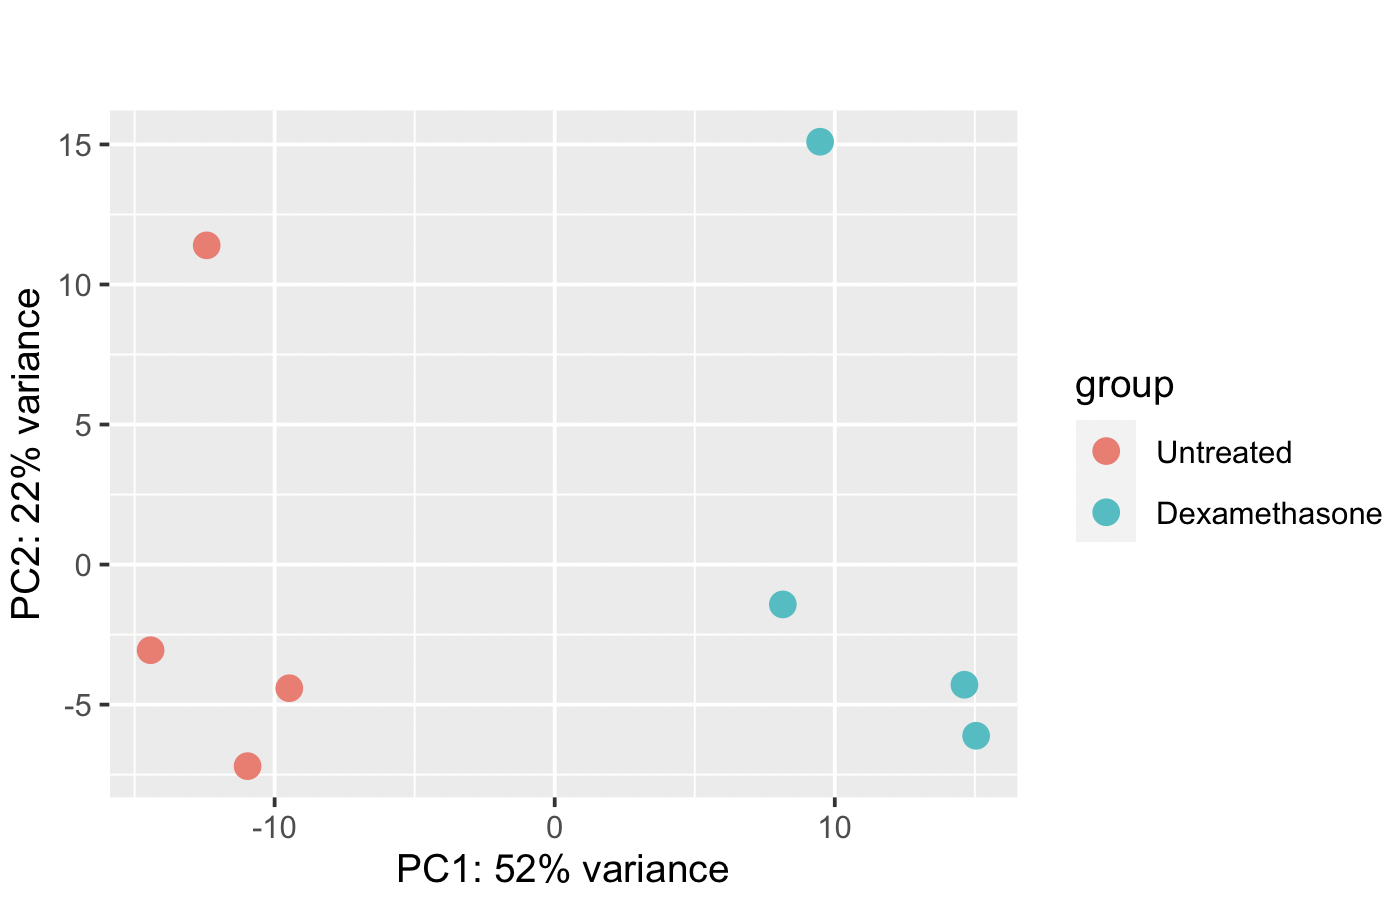 15
10
5
0
-5
-10
0
10
PC1: 52% variance
PC2: 22% variance
group
Untreated
Dexamethasone